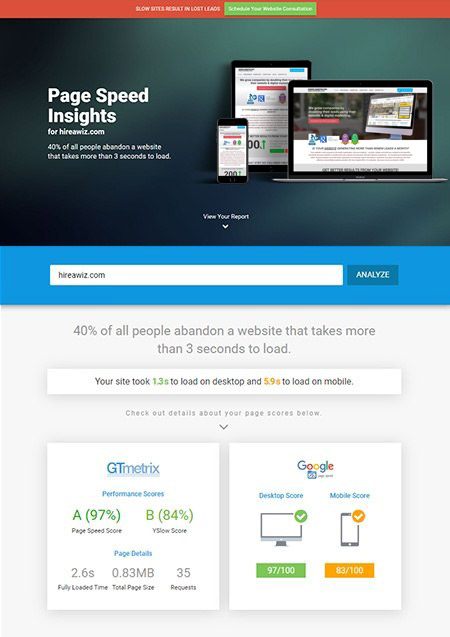 SLOW SITES RESULT IN LOST LEADS Schedule Your Website Consultation
Page Speed
Insights
for hireawiz.com
40% of all people abandon a website
that takes more than 3 seconds to load.
200
View Your Report
hireawiz.com ANALYZE
40% of all people abandon a website that takes more
than 3 seconds to load.
Your site took 1.3s to load on desktop and 5.9s to load on mobile.
Check out details about your page scores below.
GTmetrix
Performance Scores
A (97%) B (84%)
Page Speed Score YSlow Score
Page Details
2.6s 0.83MB 35
Fully Loaded Time Total Page Size Requests
Google
page speed
Desktop Score Mobile Score
97/100 83/100